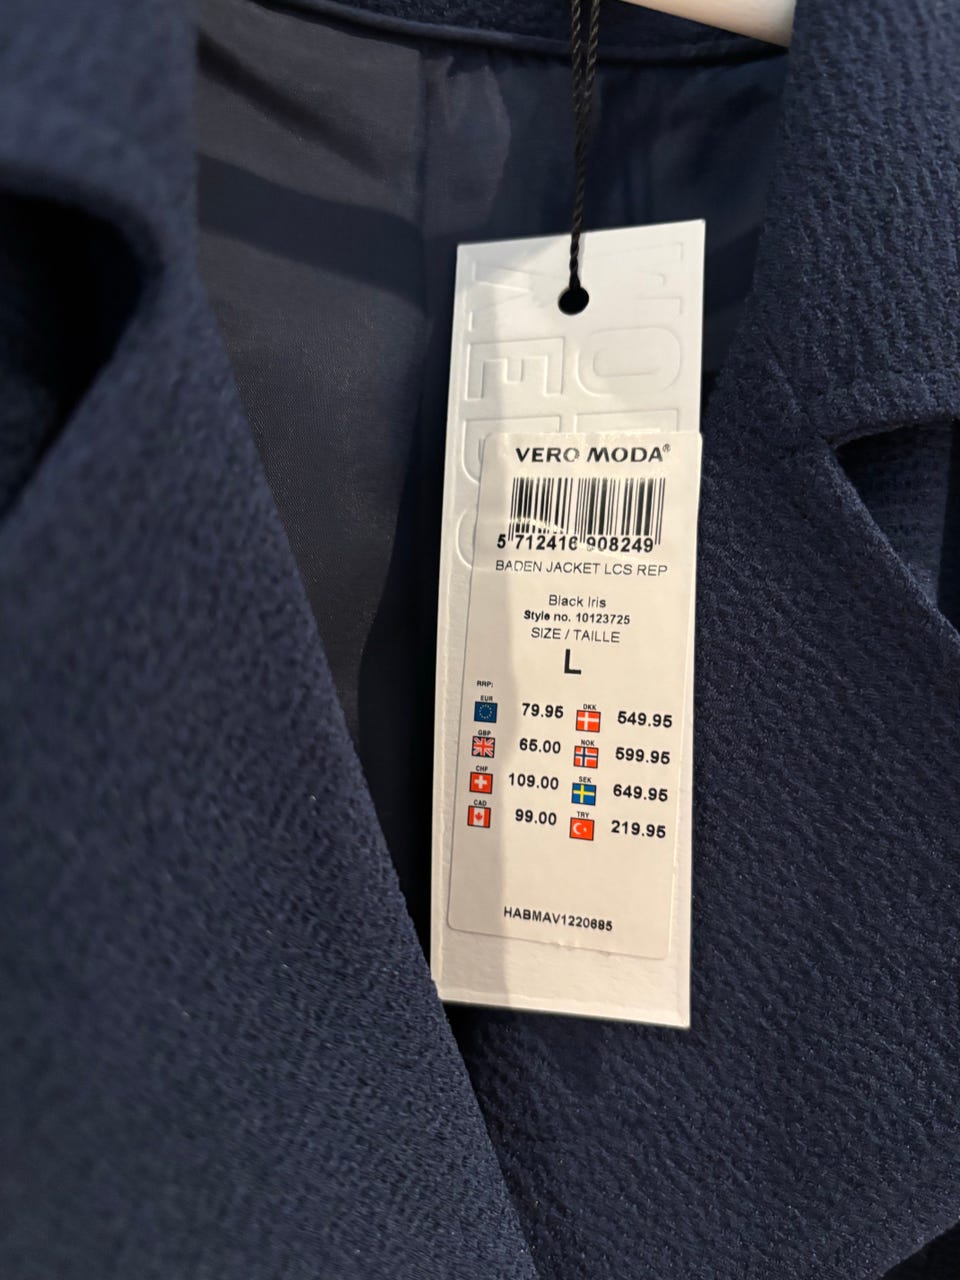 VERO MODA®
5 712416 908249
BADEN JACKET LCS REP
Black Iris
Style no. 10123725
SIZE / TAILLE
L
RRP:
EUR 79.95 DKK 549.95
GBP 65.00 NOK 599.95
CHF 109.00 SEK 649.95
CAD 99.00 TRY 219.95
HABMAV1220685